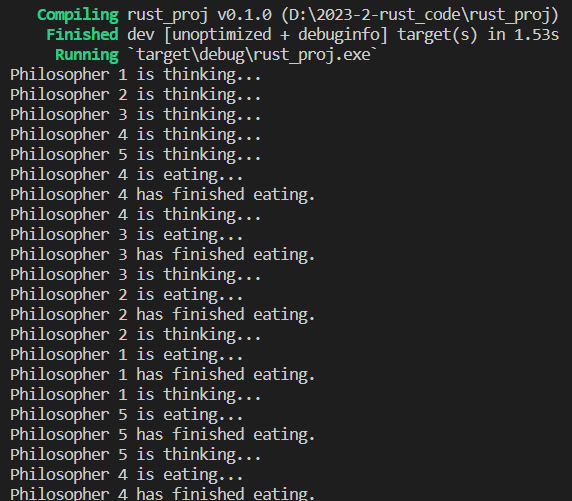 Compiling rust_proj v0.1.0 (D:\2023-2-rust_code\rust_proj)
Finished dev [unoptimized + debuginfo] target(s) in 1.53s
Running `target\debug\rust_proj.exe`
Philosopher 1 is thinking...
Philosopher 2 is thinking...
Philosopher 3 is thinking...
Philosopher 4 is thinking...
Philosopher 5 is thinking...
Philosopher 4 is eating...
Philosopher 4 has finished eating.
Philosopher 4 is thinking...
Philosopher 3 is eating...
Philosopher 3 has finished eating.
Philosopher 3 is thinking...
Philosopher 2 is eating...
Philosopher 2 has finished eating.
Philosopher 2 is thinking...
Philosopher 1 is eating...
Philosopher 1 has finished eating.
Philosopher 1 is thinking...
Philosopher 5 is eating...
Philosopher 5 has finished eating.
Philosopher 5 is thinking...
Philosopher 4 is eating...
Philosopher 4 has finished eating.